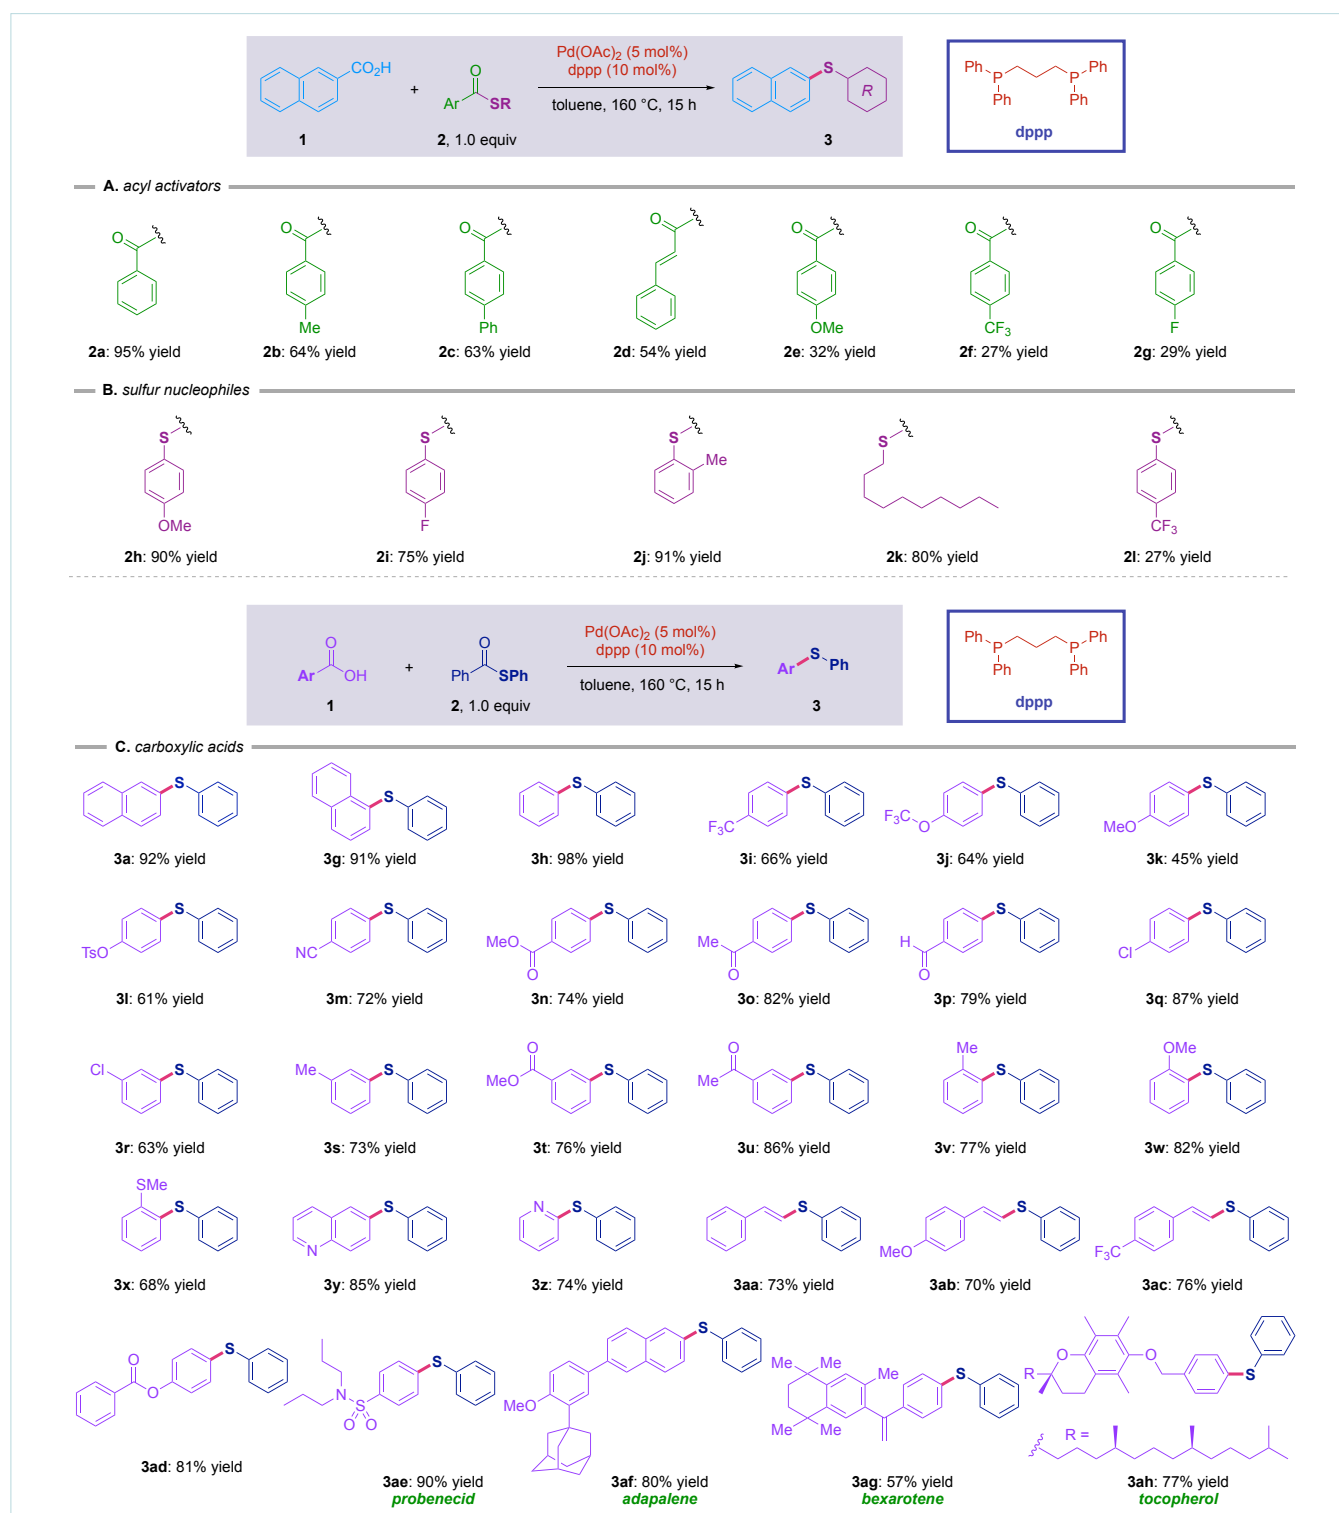 CO2H
+
O
Ar
SR
Pd(OAc)2 (5 mol%)
dppp (10 mol%)
toluene, 160 °C, 15 h
S
R
1
2, 1.0 equiv
3
Ph P Ph P Ph Ph
dppp
A. acyl activators
O O O O O O O
Me Ph OMe CF3 F
2a: 95% yield
2b: 64% yield
2c: 63% yield
2d: 54% yield
2e: 32% yield
2f: 27% yield
2g: 29% yield
B. sulfur nucleophiles
S S S Me S S
OMe F CF3
2h: 90% yield
2i: 75% yield
2j: 91% yield
2k: 80% yield
2l: 27% yield
O
Ar OH
+
O
Ph SPh
Pd(OAc)2 (5 mol%)
dppp (10 mol%)
toluene, 160 °C, 15 h
Ar S Ph
1
2, 1.0 equiv
3
Ph P Ph P Ph Ph
dppp
C. carboxylic acids
S S S S S S
F3C F3C O MeO
3a: 92% yield
3g: 91% yield
3h: 98% yield
3i: 66% yield
3j: 64% yield
3k: 45% yield
S S S S S S
TsO NC MeO O Me O H O Cl
3l: 61% yield
3m: 72% yield
3n: 74% yield
3o: 82% yield
3p: 79% yield
3q: 87% yield
Cl S Me S O MeO S O Me S Me S OMe S
3r: 63% yield
3s: 73% yield
3t: 76% yield
3u: 86% yield
3v: 77% yield
3w: 82% yield
SMe S N S N S S MeO S F3C S
3x: 68% yield
3y: 85% yield
3z: 74% yield
3aa: 73% yield
3ab: 70% yield
3ac: 76% yield
O O S
N S O O S
MeO S
Me Me Me Me Me S
R O O S
R =
3ad: 81% yield
3ae: 90% yield
probenecid
3af: 80% yield
adapalene
3ag: 57% yield
bexarotene
3ah: 77% yield
tocopherol